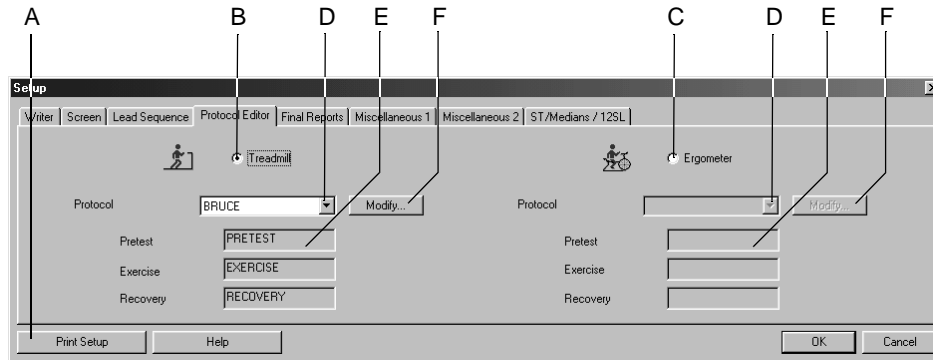 A B D E F C D E F
Setup
Writer Screen Lead Sequence Protocol Editor Final Reports Miscellaneous 1 Miscellaneous 2 ST/Medians / 12SL
Treadmill Ergometer
Protocol BRUCE Modify... Protocol Modify...
Pretest PRETEST Pretest
Exercise EXERCISE Exercise
Recovery RECOVERY Recovery
Print Setup Help OK Cancel